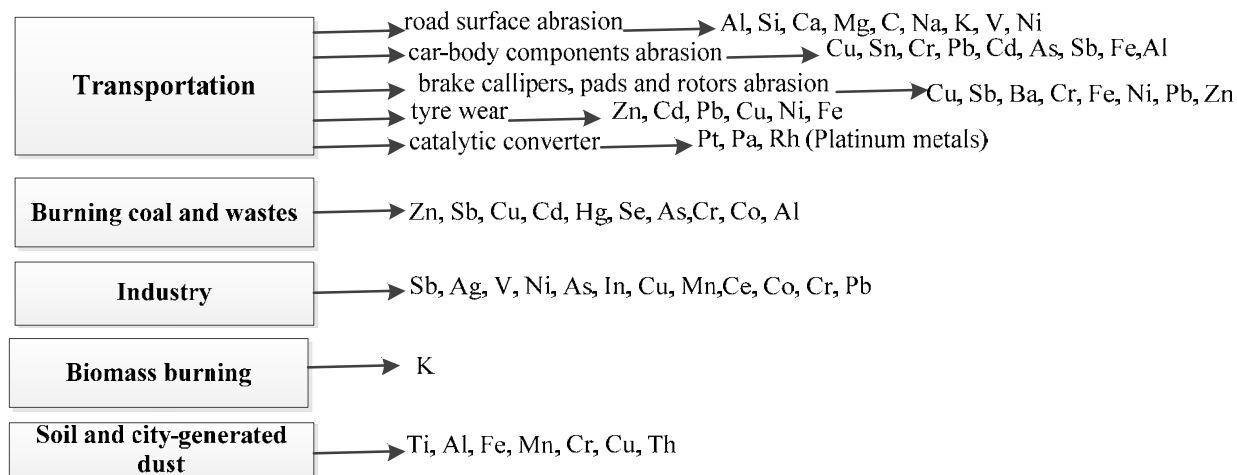 Transportation
road surface abrasion Al, Si, Ca, Mg, C, Na, K, V, Ni
car-body components abrasion Cu, Sn, Cr, Pb, Cd, As, Sb, Fe,Al
brake callipers, pads and rotors abrasion Cu, Sb, Ba, Cr, Fe, Ni, Pb, Zn
tyre wear Zn, Cd, Pb, Cu, Ni, Fe
catalytic converter Pt, Pa, Rh (Platinum metals)
Burning coal and wastes Zn, Sb, Cu, Cd, Hg, Se, As,Cr, Co, Al
Industry Sb, Ag, V, Ni, As, In, Cu, Mn,Ce, Co, Cr, Pb
Biomass burning K
Soil and city-generated
dust Ti, Al, Fe, Mn, Cr, Cu, Th